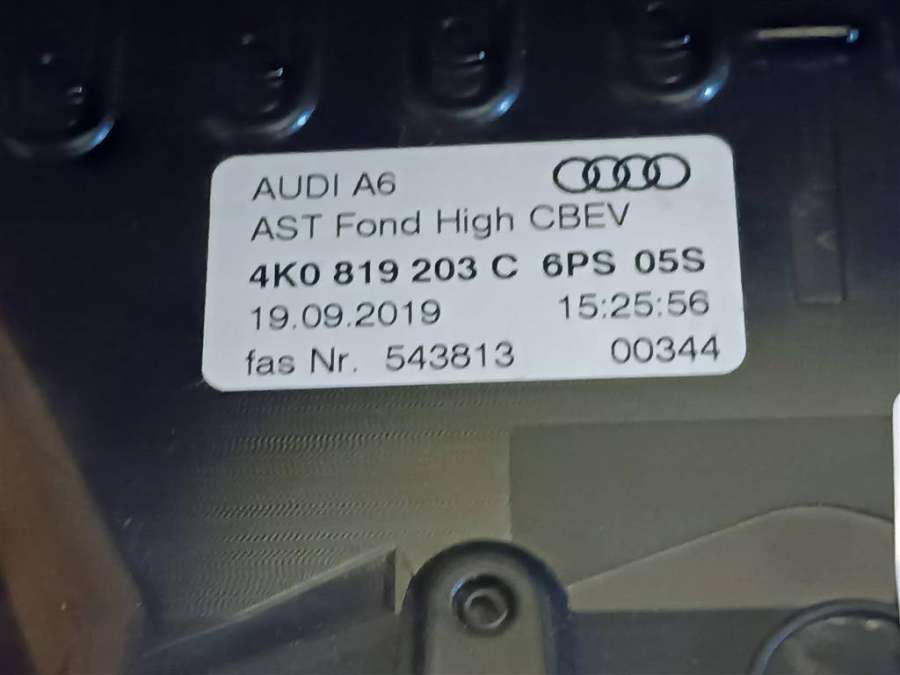 AUDI A6
AST Fond High CBEV
4K0 819 203 C 6PS 05S
19.09.2019 15:25:56
fas Nr. 543813 00344